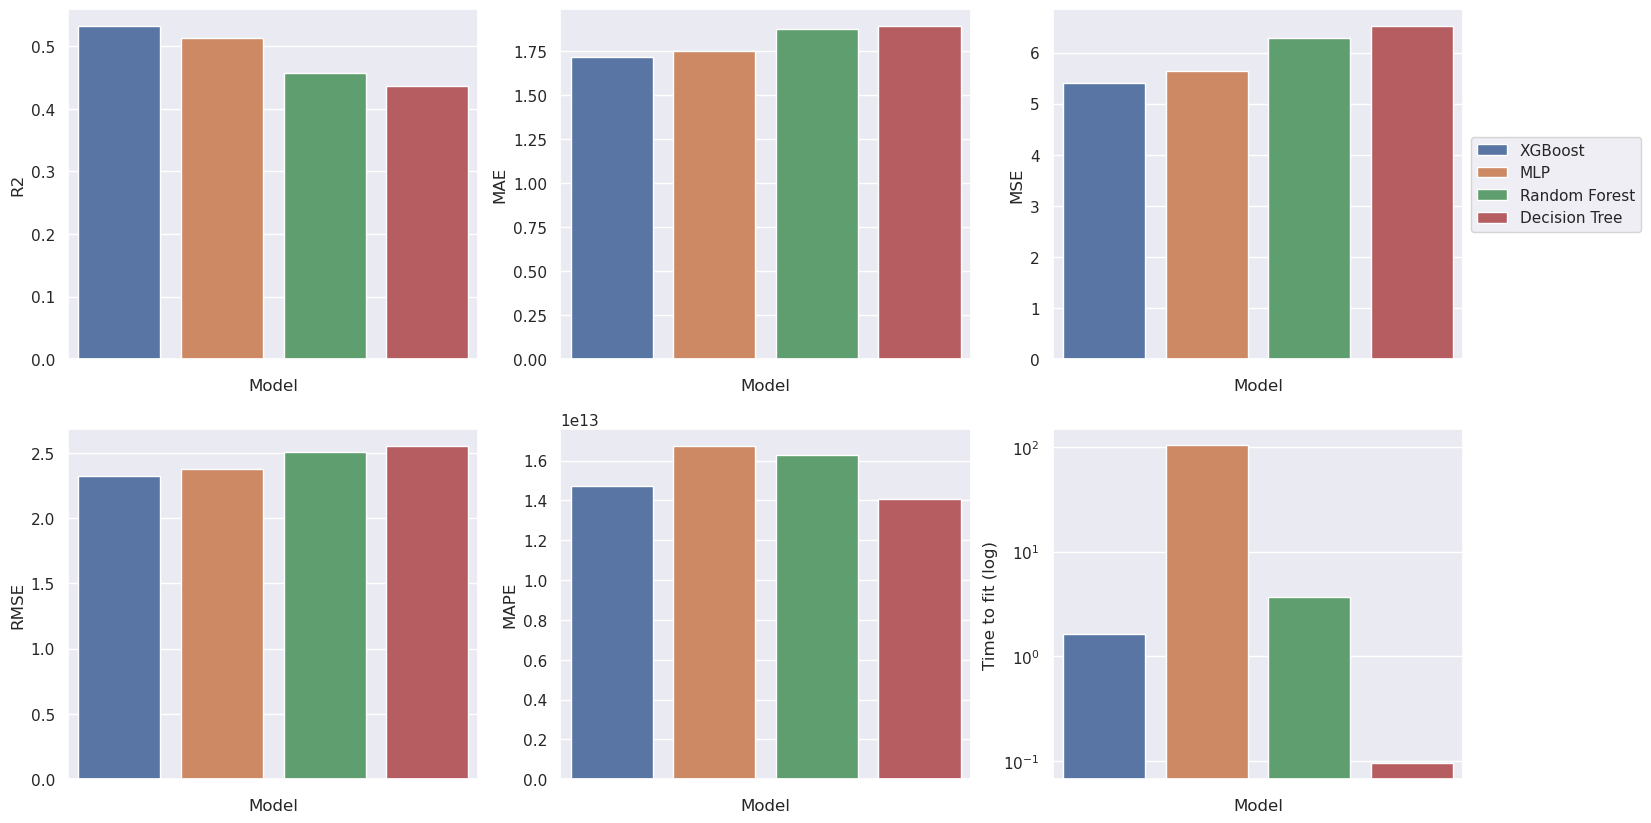 R2
0.5
0.4
0.3
0.2
0.1
0.0
Model
MAE
1.75
1.50
1.25
1.00
0.75
0.50
0.25
0.00
Model
MSE
6
5
4
3
2
1
0
Model
XGBoost
MLP
Random Forest
Decision Tree
RMSE
2.5
2.0
1.5
1.0
0.5
0.0
Model
1e13
MAPE
1.6
1.4
1.2
1.0
0.8
0.6
0.4
0.2
0.0
Model
Time to fit (log)
10²
10¹
10⁰
10⁻¹
Model